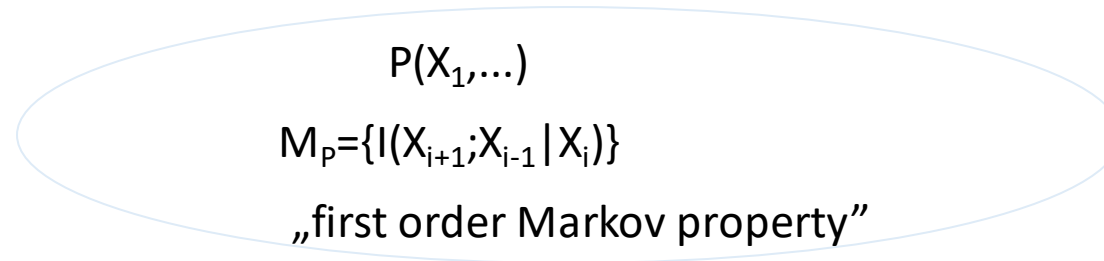 P(X₁,...)
Mₚ={I(Xᵢ₊₁;Xᵢ₋₁|Xᵢ)}
„first order Markov property”